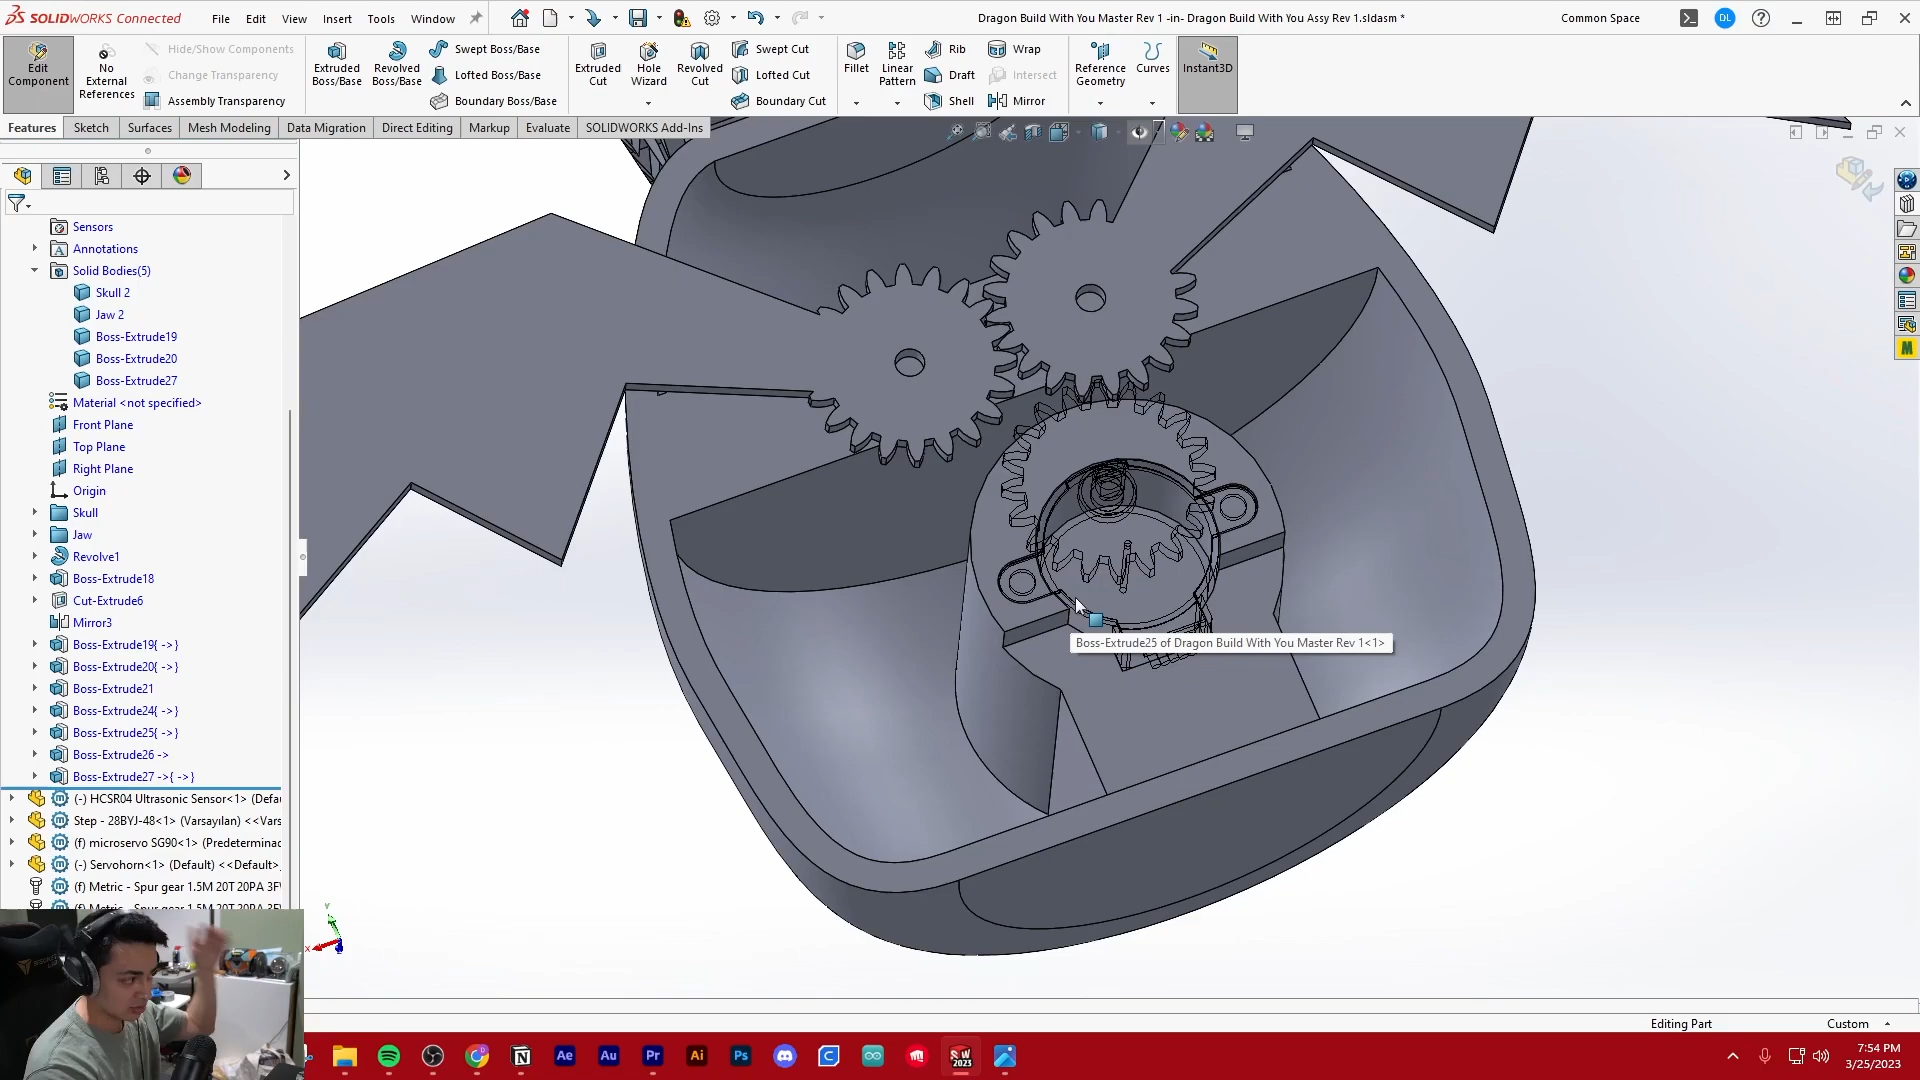 SOLIDWORKS Connected
File
Edit
View
Insert
Tools
Window
Dragon Build With You Master Rev 1 -in- Dragon Build With You Assy Rev 1.sldasm *
Common Space
DL
Edit Component
No External References
Hide/Show Components
Change Transparency
Assembly Transparency
Extruded Boss/Base
Revolved Boss/Base
Swept Boss/Base
Lofted Boss/Base
Boundary Boss/Base
Extruded Cut
Hole Wizard
Revolved Cut
Swept Cut
Lofted Cut
Boundary Cut
Fillet
Linear Pattern
Rib
Draft
Shell
Wrap
Intersect
Mirror
Reference Geometry
Curves
Instant3D
Features
Sketch
Surfaces
Mesh Modeling
Data Migration
Direct Editing
Markup
Evaluate
SOLIDWORKS Add-Ins
Sensors
Annotations
Solid Bodies(5)
Skull 2
Jaw 2
Boss-Extrude19
Boss-Extrude20
Boss-Extrude27
Material <not specified>
Front Plane
Top Plane
Right Plane
Origin
Skull
Jaw
Revolve1
Boss-Extrude18
Cut-Extrude6
Mirror3
Boss-Extrude19{ ->}
Boss-Extrude20{ ->}
Boss-Extrude21
Boss-Extrude24{ ->}
Boss-Extrude25{ ->}
Boss-Extrude26 ->
Boss-Extrude27 ->{ ->}
(-) HCSR04 Ultrasonic Sensor<1> (Defau
Step - 28BYJ-48<1> (Varsayılan) <<Vars
(f) microservo SG90<1> (Predeterminac
(-) Servohorn<1> (Default) <<Default>
(f) Metric - Spur gear 1.5M 20T 20PA 3F
Boss-Extrude25 of Dragon Build With You Master Rev 1<1>
M
Editing Part
Custom
Ae
Au
Pr
Ai
Ps
SW
2023
7:54 PM
3/25/2023